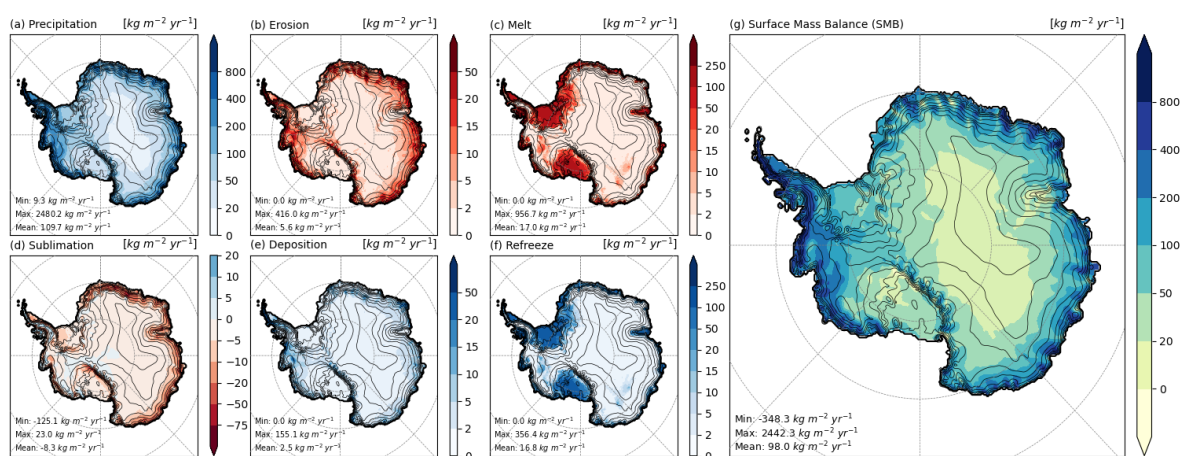 (a) Precipitation [kg m⁻² yr⁻¹]
800
400
200
100
50
20
0
Min: 9.3 kg m⁻² yr⁻¹
Max: 2480.2 kg m⁻² yr⁻¹
Mean: 109.7 kg m⁻² yr⁻¹
(b) Erosion [kg m⁻² yr⁻¹]
50
20
15
10
5
2
0
Min: 0.0 kg m⁻² yr⁻¹
Max: 416.0 kg m⁻² yr⁻¹
Mean: 5.6 kg m⁻² yr⁻¹
(c) Melt [kg m⁻² yr⁻¹]
250
100
50
20
15
10
5
2
0
Min: 0.0 kg m⁻² yr⁻¹
Max: 956.7 kg m⁻² yr⁻¹
Mean: 17.0 kg m⁻² yr⁻¹
(d) Sublimation [kg m⁻² yr⁻¹]
20
10
5
0
−5
−10
−20
−50
−75
Min: -125.1 kg m⁻² yr⁻¹
Max: 23.0 kg m⁻² yr⁻¹
Mean: -8.3 kg m⁻² yr⁻¹
(e) Deposition [kg m⁻² yr⁻¹]
50
20
15
10
5
2
0
Min: 0.0 kg m⁻² yr⁻¹
Max: 155.1 kg m⁻² yr⁻¹
Mean: 2.5 kg m⁻² yr⁻¹
(f) Refreeze [kg m⁻² yr⁻¹]
250
100
50
20
15
10
5
2
0
Min: 0.0 kg m⁻² yr⁻¹
Max: 356.4 kg m⁻² yr⁻¹
Mean: 16.8 kg m⁻² yr⁻¹
(g) Surface Mass Balance (SMB) [kg m⁻² yr⁻¹]
800
400
200
100
50
20
0
Min: -348.3 kg m⁻² yr⁻¹
Max: 2442.3 kg m⁻² yr⁻¹
Mean: 98.0 kg m⁻² yr⁻¹